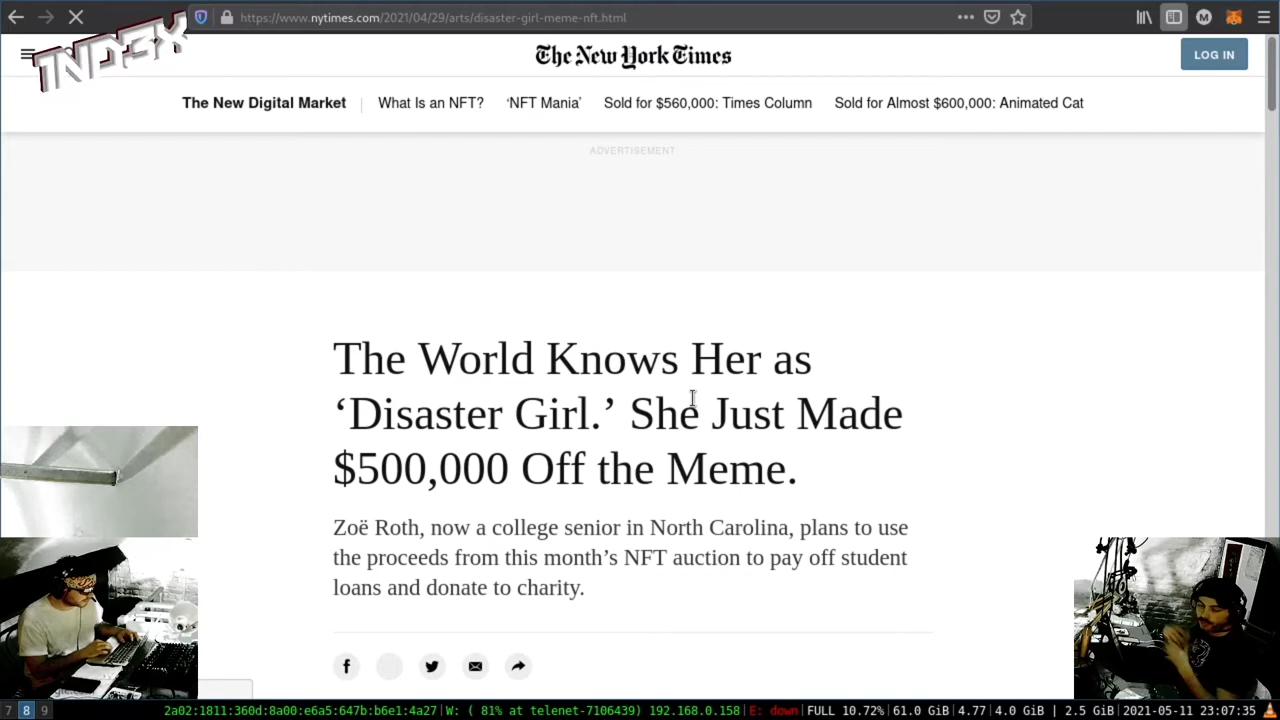 https://www.nytimes.com/2021/04/29/arts/disaster-girl-meme-nft.html
M
1ND3X
The New York Times
LOG IN
The New Digital Market
What Is an NFT?
‘NFT Mania’
Sold for $560,000: Times Column
Sold for Almost $600,000: Animated Cat
ADVERTISEMENT
The World Knows Her as
‘Disaster Girl.’ She Just Made
$500,000 Off the Meme.
Zoë Roth, now a college senior in North Carolina, plans to use
the proceeds from this month’s NFT auction to pay off student
loans and donate to charity.
7 8 9
2a02:1811:360d:8a00:e6a5:647b:b6e1:4a27|W: ( 81% at telenet-7106439) 192.168.0.158|E: down|FULL 10.72%|61.0 GiB|4.77|4.0 GiB | 2.5 GiB|2021-05-11 23:07:35